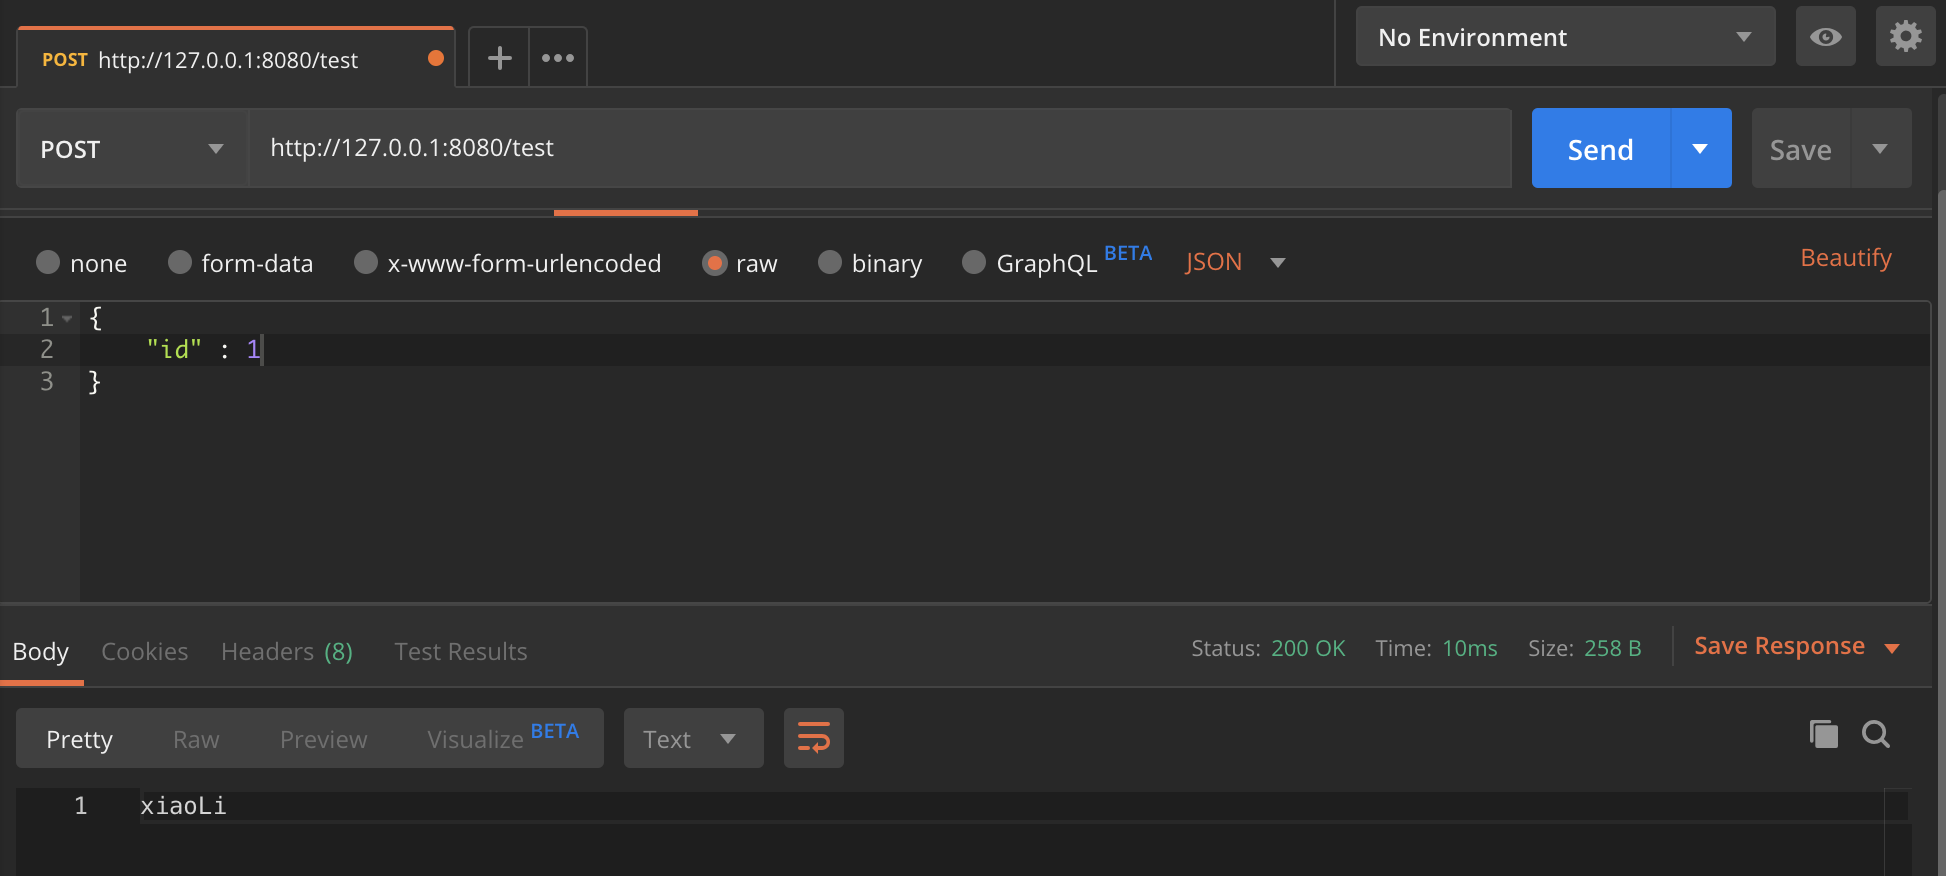 POST http://127.0.0.1:8080/test
No Environment
POST http://127.0.0.1:8080/test Send Save
none form-data x-www-form-urlencoded raw binary GraphQL BETA JSON Beautify
1 {
2 "id" : 1
3 }
Body Cookies Headers (8) Test Results Status: 200 OK Time: 10ms Size: 258 B Save Response
Pretty Raw Preview Visualize BETA Text
1 xiaoLi